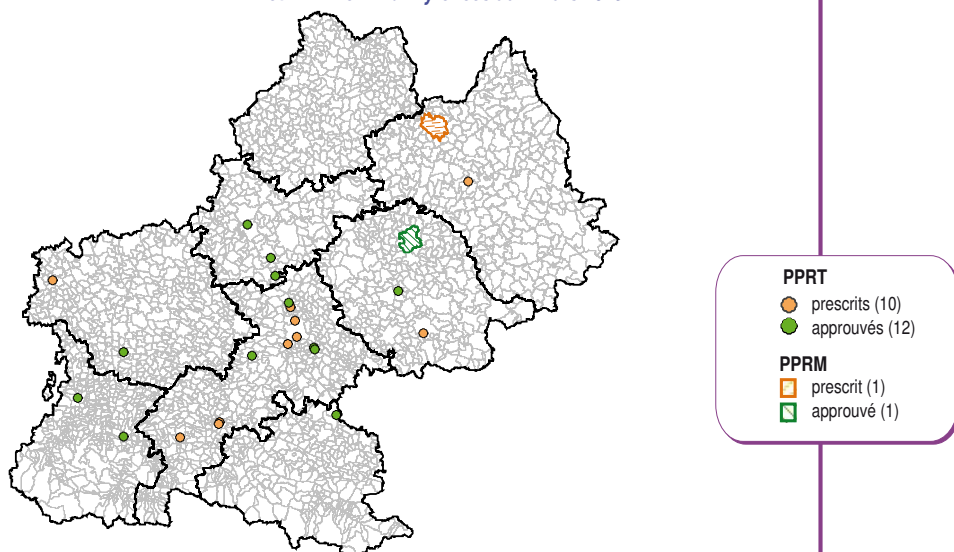 PPRT
prescrits (10)
approuvés (12)
PPRM
prescrit (1)
approuvé (1)